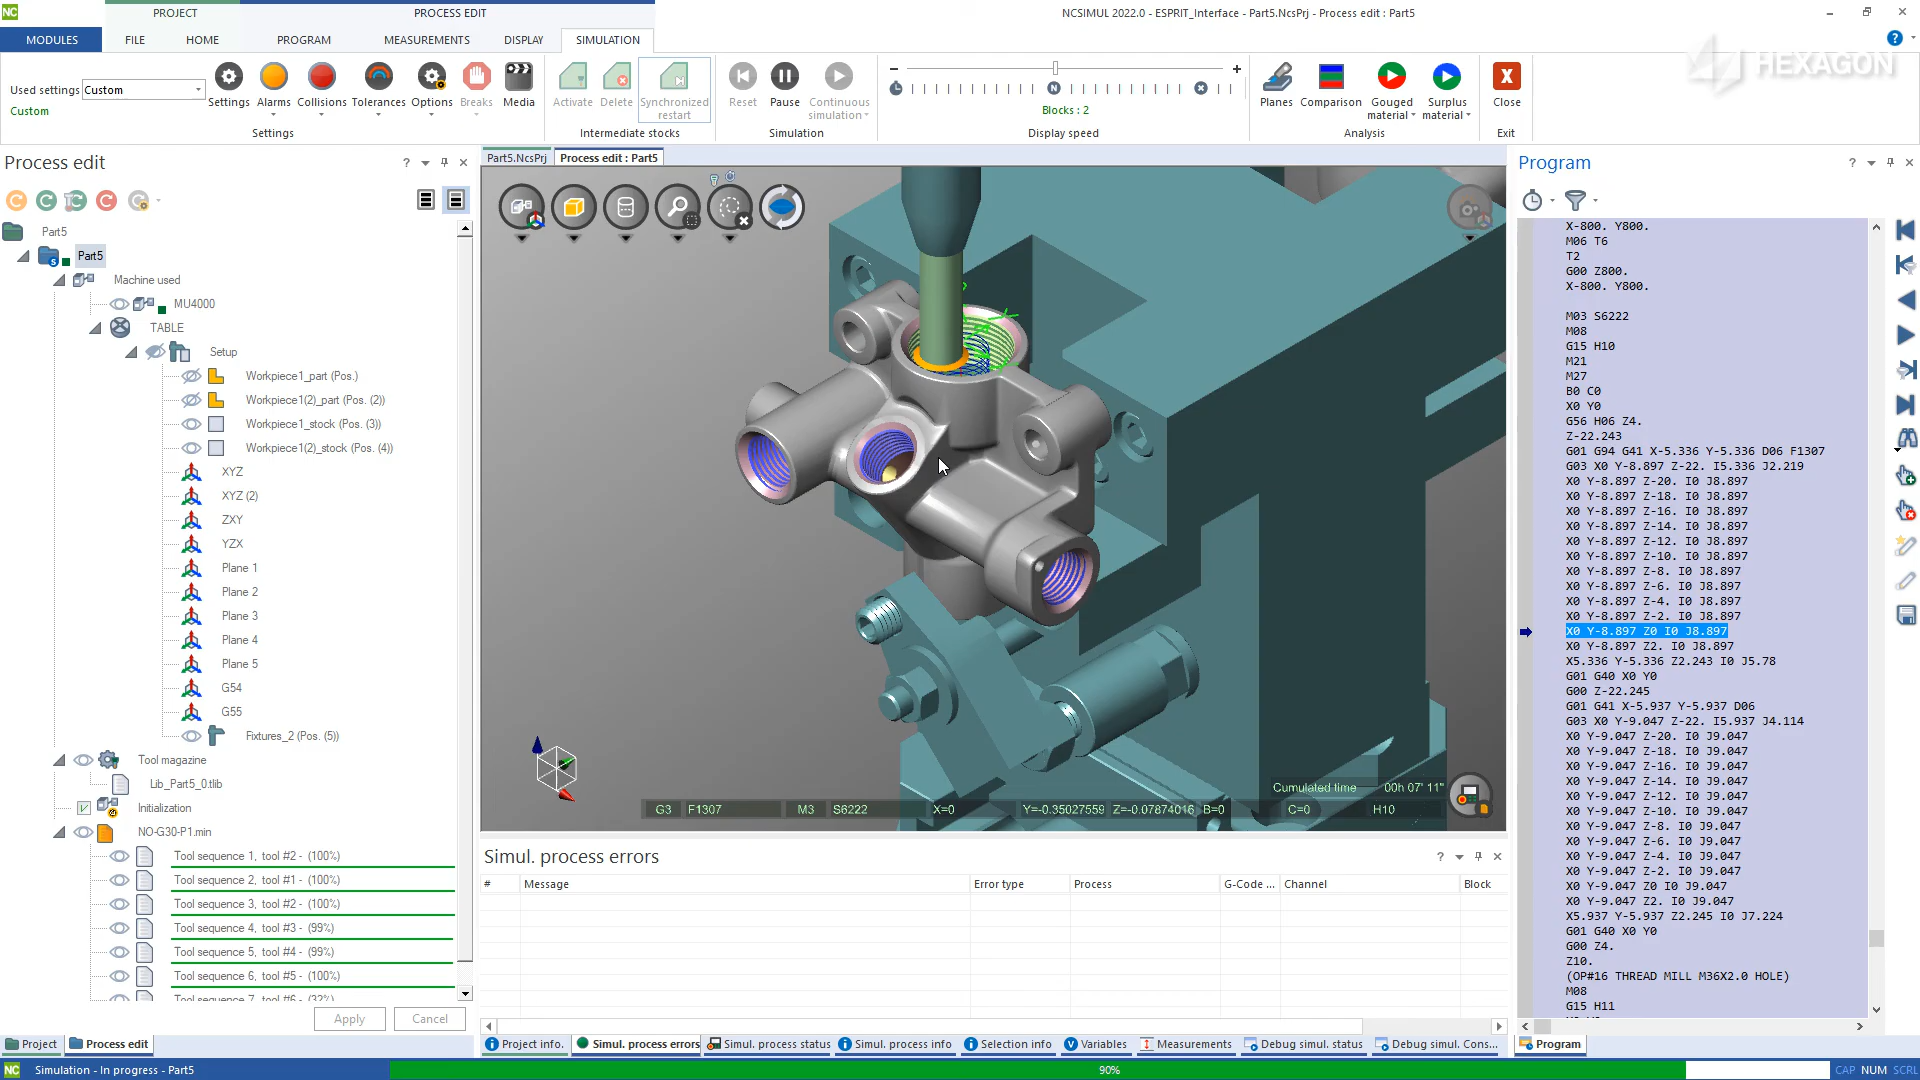 NC
PROJECT
PROCESS EDIT
NCSIMUL 2022.0 - ESPRIT_Interface - Part5.NcsPrj - Process edit : Part5
MODULES
FILE
HOME
PROGRAM
MEASUREMENTS
DISPLAY
SIMULATION
HEXAGON
Used settings
Custom
Custom
Settings
Alarms
Collisions
Tolerances
Options
Breaks
Media
Settings
Activate
Delete
Synchronized restart
Intermediate stocks
Reset
Pause
Continuous simulation
Simulation
Blocks : 2
Display speed
Planes
Comparison
Gouged material
Surplus material
Analysis
Close
Exit
Process edit
Part5
Part5
Machine used
MU4000
TABLE
Setup
Workpiece1_part (Pos.)
Workpiece1(2)_part (Pos. (2))
Workpiece1_stock (Pos. (3))
Workpiece1(2)_stock (Pos. (4))
XYZ
XYZ (2)
ZXY
YZX
Plane 1
Plane 2
Plane 3
Plane 4
Plane 5
G54
G55
Fixtures_2 (Pos. (5))
Tool magazine
Lib_Part5_0.tlib
Initialization
NO-G30-P1.min
Tool sequence 1, tool #2 - (100%)
Tool sequence 2, tool #1 - (100%)
Tool sequence 3, tool #2 - (100%)
Tool sequence 4, tool #3 - (99%)
Tool sequence 5, tool #4 - (99%)
Tool sequence 6, tool #5 - (100%)
Tool sequence 7, tool #6 - (32%)
Apply
Cancel
Project
Process edit
Part5.NcsPrj
Process edit : Part5
Cumulated time 00h 07' 11"
G3 F1307 M3 S6222 X=0 Y=-0.35027559 Z=-0.07874016 B=0 C=0 H10
Simul. process errors
# Message Error type Process G-Code ... Channel Block
Project info.
Simul. process errors
Simul. process status
Simul. process info
Selection info
Variables
Measurements
Debug simul. status
Debug simul. Cons...
Program
X-800. Y800.
M06 T6
T2
G00 Z800.
X-800. Y800.
M03 S6222
M08
G15 H10
M21
M27
B0 C0
X0 Y0
G56 H06 Z4.
Z-22.243
G01 G94 G41 X-5.336 Y-5.336 D06 F1307
G03 X0 Y-8.897 Z-22. I5.336 J2.219
X0 Y-8.897 Z-20. I0 J8.897
X0 Y-8.897 Z-18. I0 J8.897
X0 Y-8.897 Z-16. I0 J8.897
X0 Y-8.897 Z-14. I0 J8.897
X0 Y-8.897 Z-12. I0 J8.897
X0 Y-8.897 Z-10. I0 J8.897
X0 Y-8.897 Z-8. I0 J8.897
X0 Y-8.897 Z-6. I0 J8.897
X0 Y-8.897 Z-4. I0 J8.897
X0 Y-8.897 Z-2. I0 J8.897
X0 Y-8.897 Z0 I0 J8.897
X0 Y-8.897 Z2. I0 J8.897
X5.336 Y-5.336 Z2.243 I0 J5.78
G01 G40 X0 Y0
G00 Z-22.245
G01 G41 X-5.937 Y-5.937 D06
G03 X0 Y-9.047 Z-22. I5.937 J4.114
X0 Y-9.047 Z-20. I0 J9.047
X0 Y-9.047 Z-18. I0 J9.047
X0 Y-9.047 Z-16. I0 J9.047
X0 Y-9.047 Z-14. I0 J9.047
X0 Y-9.047 Z-12. I0 J9.047
X0 Y-9.047 Z-10. I0 J9.047
X0 Y-9.047 Z-8. I0 J9.047
X0 Y-9.047 Z-6. I0 J9.047
X0 Y-9.047 Z-4. I0 J9.047
X0 Y-9.047 Z-2. I0 J9.047
X0 Y-9.047 Z0 I0 J9.047
X0 Y-9.047 Z2. I0 J9.047
X5.937 Y-5.937 Z2.245 I0 J7.224
G01 G40 X0 Y0
G00 Z4.
Z10.
(OP#16 THREAD MILL M36X2.0 HOLE)
M08
G15 H11
Program
NC
Simulation - In progress - Part5
90%
CAP NUM SCRL